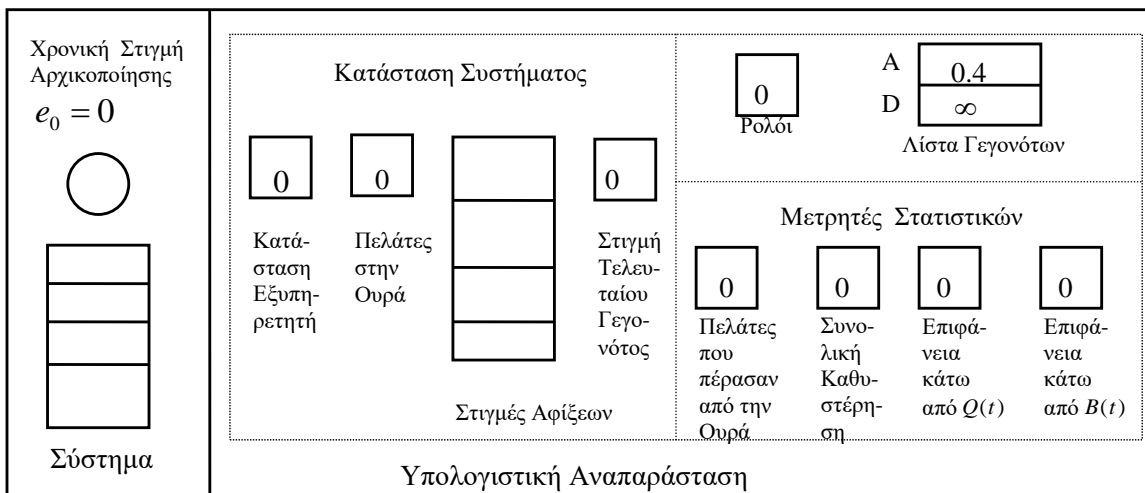 Χρονική Στιγμή
Αρχικοποίησης
e₀ = 0
Σύστημα
Κατάσταση Συστήματος
0
0
0
Κατά-
σταση
Εξυπη-
ρετητή
Πελάτες
στην
Ουρά
Στιγμές Αφίξεων
Στιγμή
Τελευ-
ταίου
Γεγο-
νότος
0
Ρολόι
A 0.4
D ∞
Λίστα Γεγονότων
Μετρητές Στατιστικών
0
0
0
0
Πελάτες
που
πέρασαν
από την
Ουρά
Συνο-
λική
Καθυ-
στέρη-
ση
Επιφά-
νεια
κάτω
από Q(t)
Επιφά-
νεια
κάτω
από B(t)
Υπολογιστική Αναπαράσταση